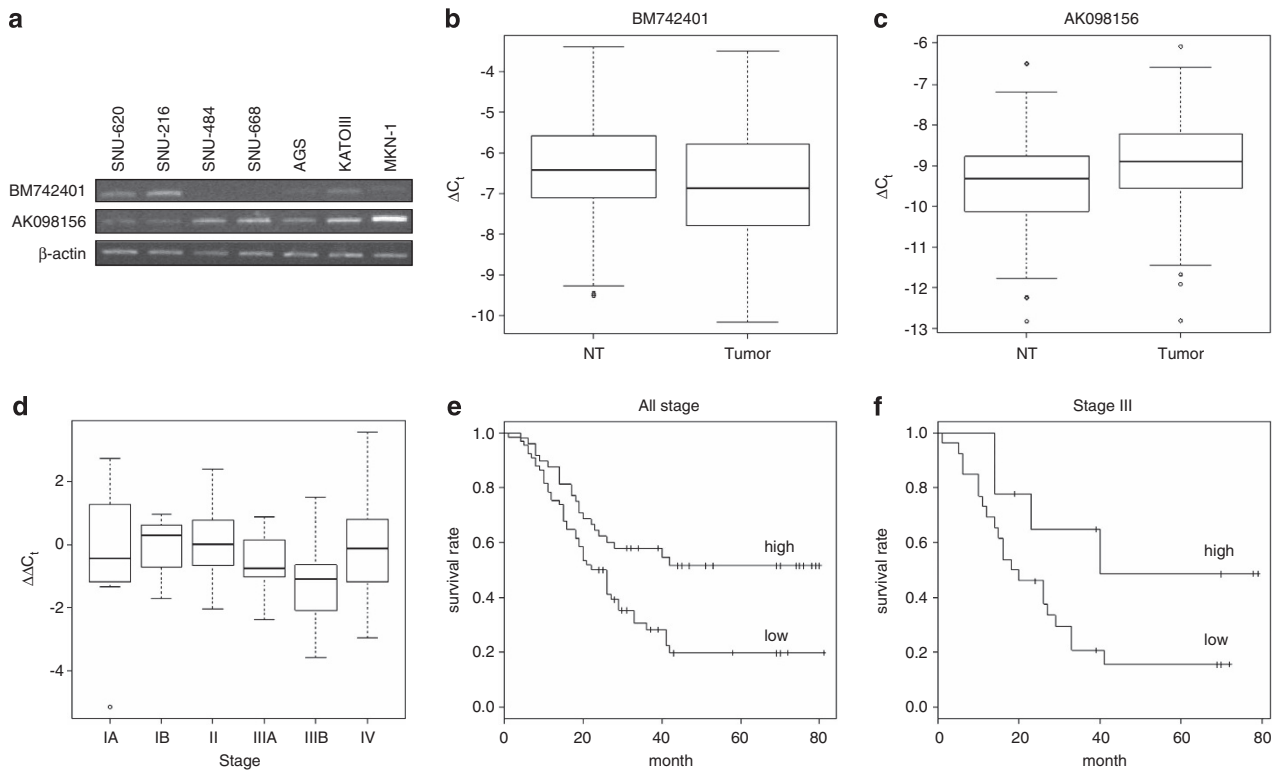 a
SNU-620
SNU-216
SNU-484
SNU-668
AGS
KATOIII
MKN-1
BM742401
AK098156
β-actin
b
BM742401
ΔCt
-4
-5
-6
-7
-8
-9
-10
NT Tumor
c
AK098156
ΔCt
-6
-7
-8
-9
-10
-11
-12
-13
NT Tumor
d
ΔΔCt
2
0
-2
-4
IA IB II IIIA IIIB IV
Stage
e
All stage
survival rate
1.0
0.8
0.6
0.4
0.2
0.0
high
low
0 20 40 60 80
month
f
Stage III
survival rate
1.0
0.8
0.6
0.4
0.2
0.0
high
low
0 20 40 60 80
month